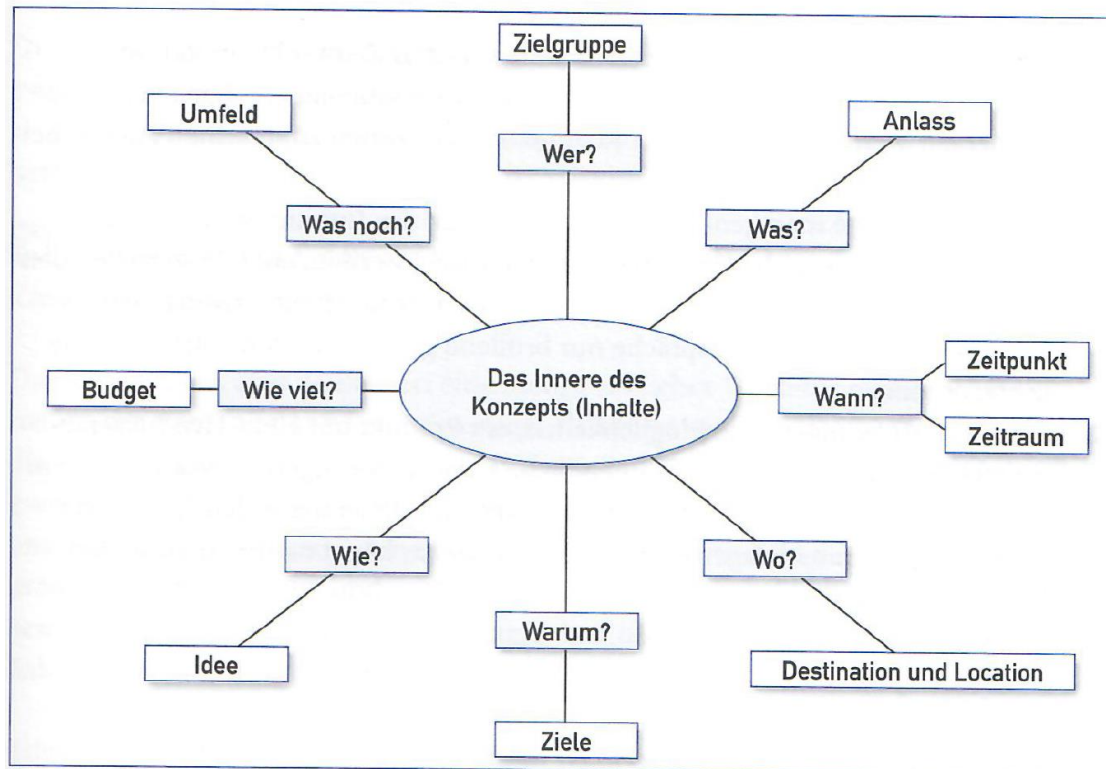 Zielgruppe
Umfeld
Anlass
Wer?
Was noch?
Was?
Das Innere des
Konzepts (Inhalte)
Budget
Wie viel?
Wann?
Zeitpunkt
Zeitraum
Wie?
Wo?
Warum?
Idee
Destination und Location
Ziele